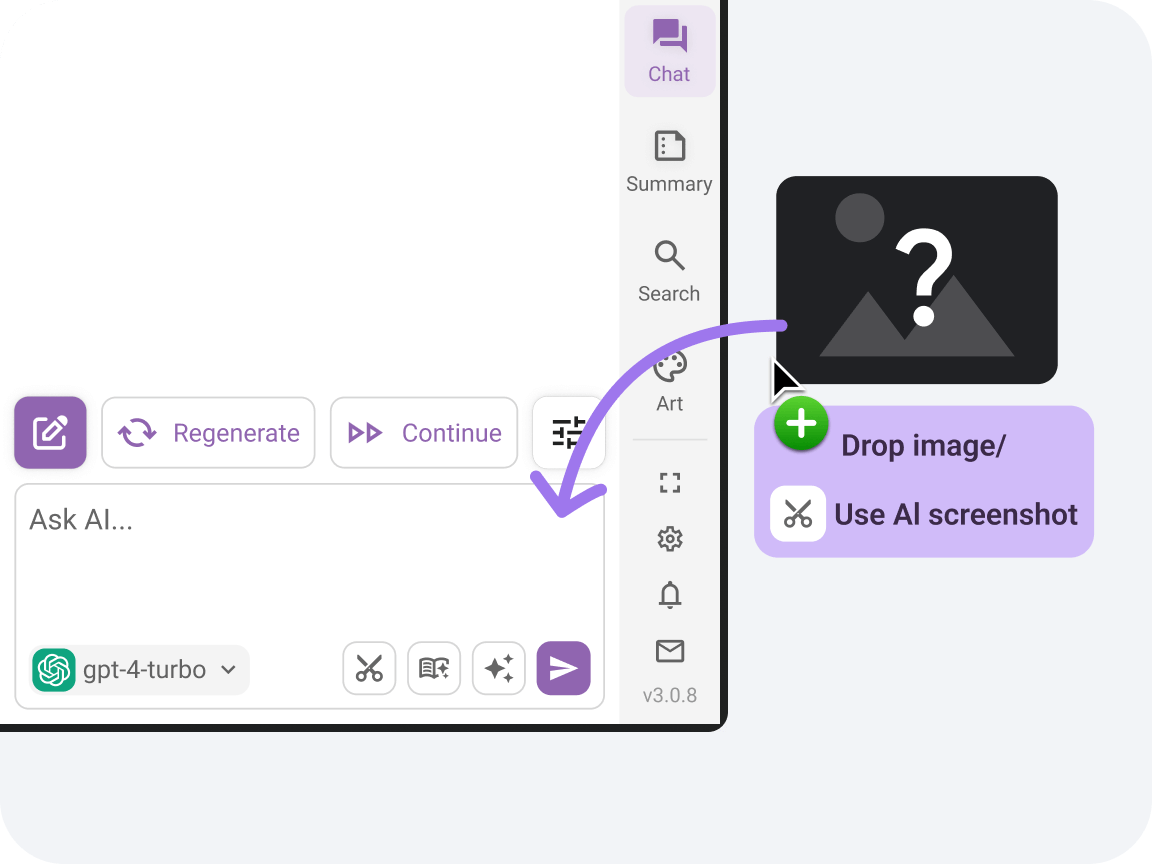 Chat
Summary
Search
Art
?
Drop image/
Use AI screenshot
Regenerate
Continue
Ask AI...
gpt-4-turbo
v3.0.8